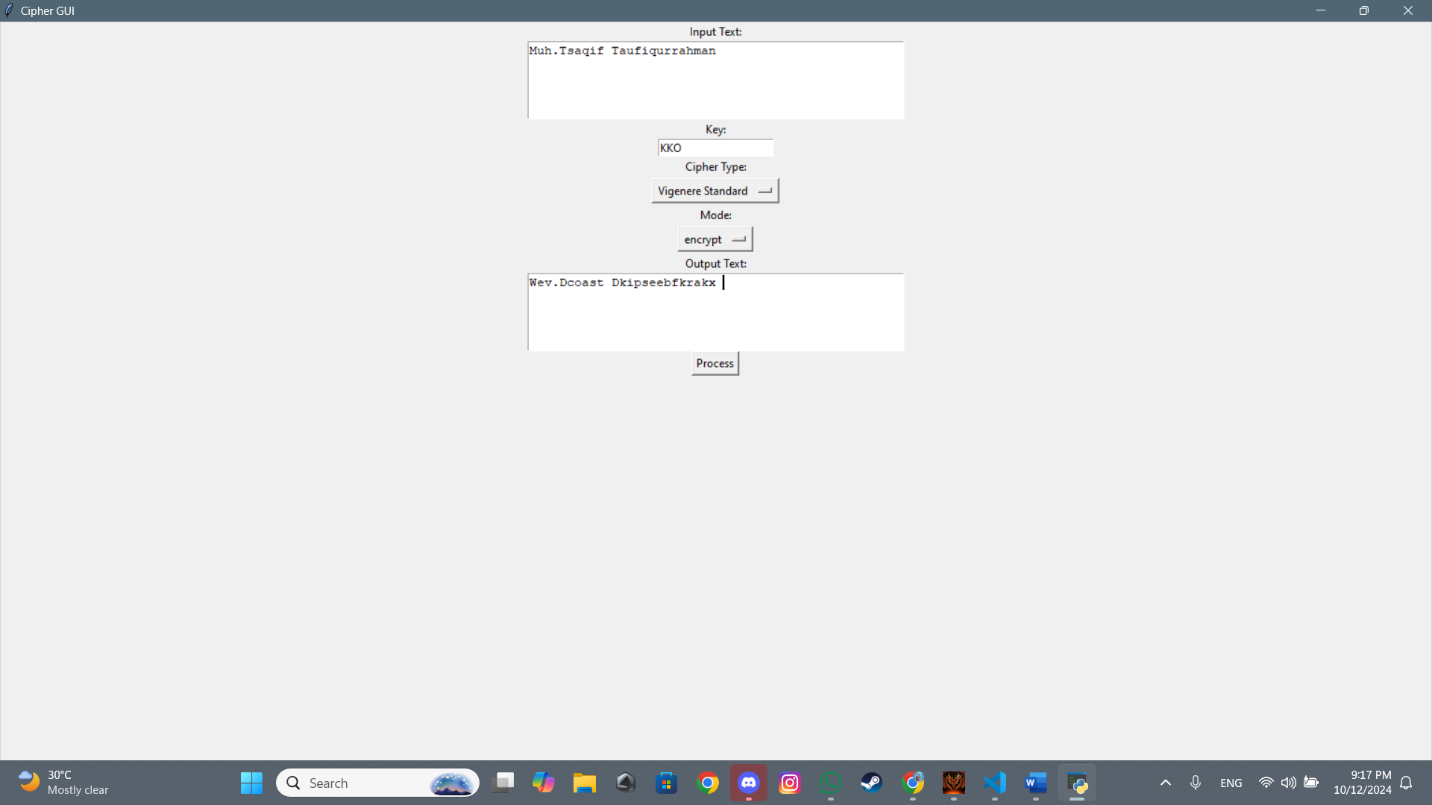 Cipher GUI
Input Text:
Muh.Tsaqif Taufiqurrahman
Key:
KKO
Cipher Type:
Vigenere Standard
Mode:
encrypt
Output Text:
Wev.Dcoast Dkipseebfkrakx
Process
30°C
Mostly clear
Search
ENG
9:17 PM
10/12/2024